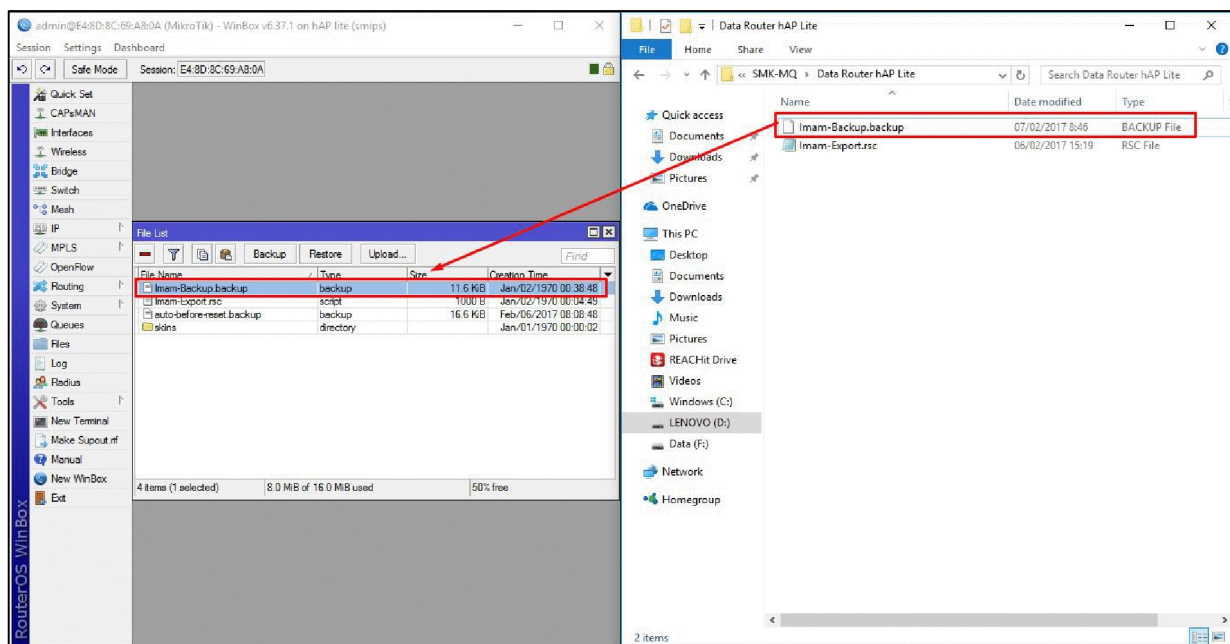 admin@E4:8D:8C:69:A8:0A (MikroTik) - WinBox v6.37.1 on hAP lite (smips)
Session Settings Dashboard
Safe Mode Session: E4:8D:8C:69:A8:0A
Quick Set
CAPsMAN
Interfaces
Wireless
Bridge
Switch
Mesh
IP
MPLS
OpenFlow
Routing
System
Queues
Files
Log
Radius
Tools
New Terminal
Make Supout.rif
Manual
New WinBox
Exit
RouterOS WinBox
File List
Backup Restore Upload... Find
File Name Type Size Creation Time
Imam-Backup.backup backup 11.6 KiB Jan/02/1970 00:38:48
Imam-Export.rsc script 1000 B Jan/02/1970 00:04:49
auto-before-reset.backup backup 16.6 KiB Feb/06/2017 08:08:48
skins directory Jan/01/1970 00:00:02
4 items (1 selected) 8.0 MiB of 16.0 MiB used 50% free
Data Router hAP Lite
File Home Share View
« SMK-MQ › Data Router hAP Lite Search Data Router hAP Lite
Name Date modified Type
Imam-Backup.backup 07/02/2017 8:46 BACKUP File
Imam-Export.rsc 06/02/2017 15:19 RSC File
Quick access
Documents
Downloads
Pictures
OneDrive
This PC
Desktop
Documents
Downloads
Music
Pictures
REACHit Drive
Videos
Windows (C:)
LENOVO (D:)
Data (F:)
Network
Homegroup
2 items